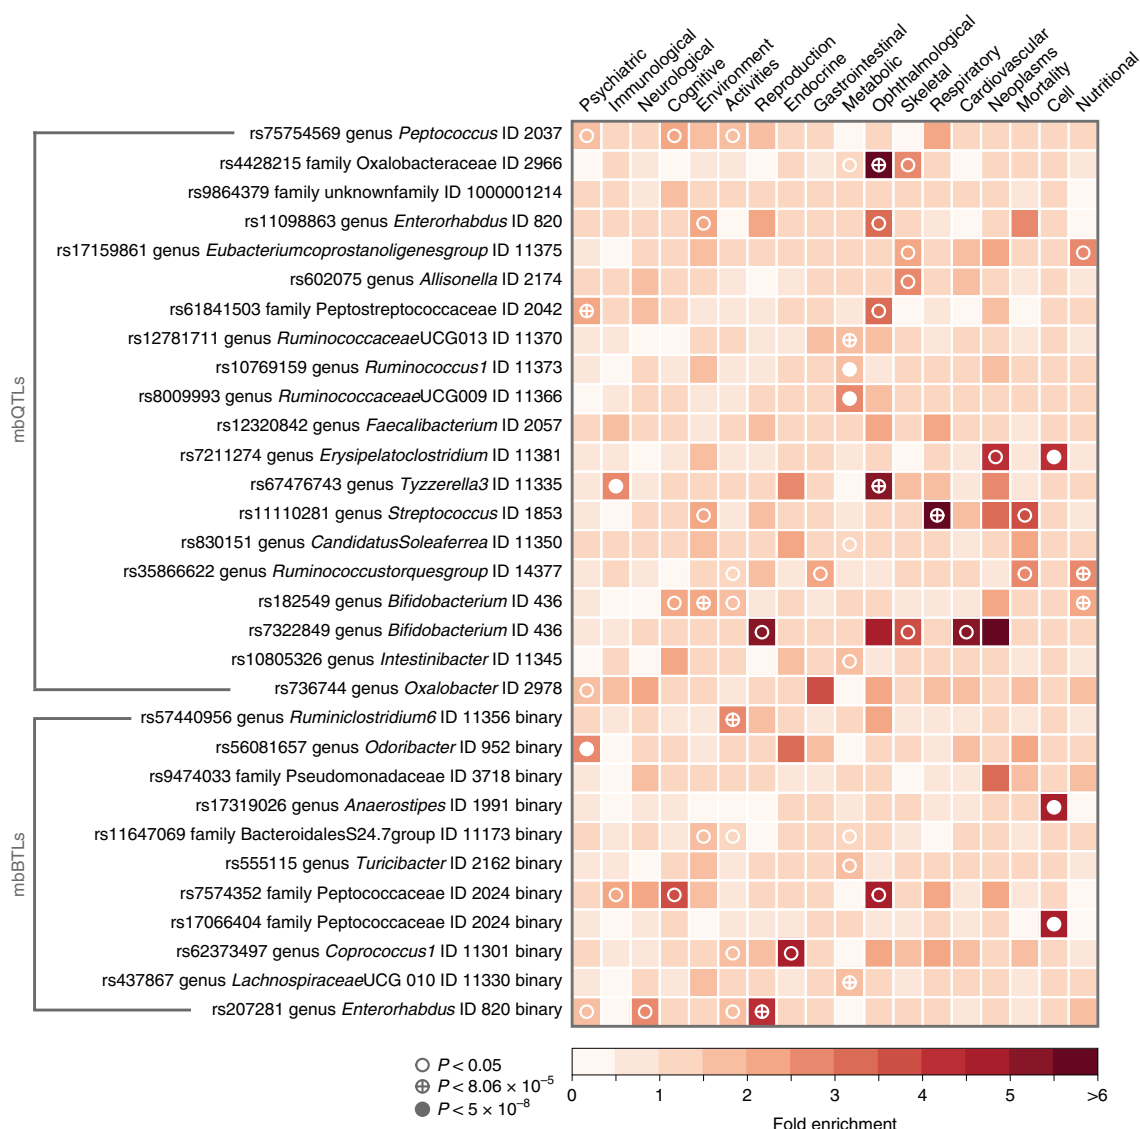 Psychiatric
Immunological
Neurological
Cognitive
Environment
Activities
Reproduction
Endocrine
Gastrointestinal
Metabolic
Ophthalmological
Skeletal
Respiratory
Cardiovascular
Neoplasms
Mortality
Cell
Nutritional
mbQTLs
rs75754569 genus Peptococcus ID 2037
rs4428215 family Oxalobacteraceae ID 2966
rs9864379 family unknownfamily ID 1000001214
rs11098863 genus Enterorhabdus ID 820
rs17159861 genus Eubacteriumcoprostanoligenesgroup ID 11375
rs602075 genus Allisonella ID 2174
rs61841503 family Peptostreptococcaceae ID 2042
rs12781711 genus RuminococcaceaeUCG013 ID 11370
rs10769159 genus Ruminococcus1 ID 11373
rs8009993 genus RuminococcaceaeUCG009 ID 11366
rs12320842 genus Faecalibacterium ID 2057
rs7211274 genus Erysipelatoclostridium ID 11381
rs67476743 genus Tyzzerella3 ID 11335
rs11110281 genus Streptococcus ID 1853
rs830151 genus CandidatusSoleaferrea ID 11350
rs35866622 genus Ruminococcustorquesgroup ID 14377
rs182549 genus Bifidobacterium ID 436
rs7322849 genus Bifidobacterium ID 436
rs10805326 genus Intestinibacter ID 11345
rs736744 genus Oxalobacter ID 2978
mbBTLs
rs57440956 genus Ruminiclostridium6 ID 11356 binary
rs56081657 genus Odoribacter ID 952 binary
rs9474033 family Pseudomonadaceae ID 3718 binary
rs17319026 genus Anaerostipes ID 1991 binary
rs11647069 family BacteroidalesS24.7group ID 11173 binary
rs555115 genus Turicibacter ID 2162 binary
rs7574352 family Peptococcaceae ID 2024 binary
rs17066404 family Peptococcaceae ID 2024 binary
rs62373497 genus Coprococcus1 ID 11301 binary
rs437867 genus LachnospiraceaeUCG 010 ID 11330 binary
rs207281 genus Enterorhabdus ID 820 binary
P < 0.05
P < 8.06 × 10⁻⁵
P < 5 × 10⁻⁸
0 1 2 3 4 5 >6
Fold enrichment